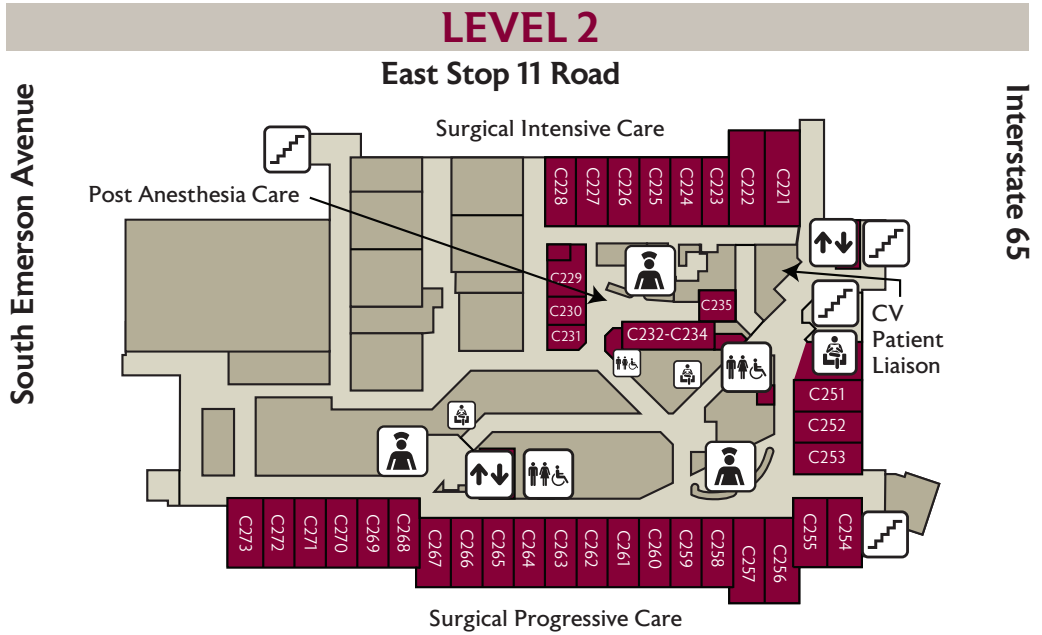 LEVEL 2
East Stop 11 Road
South Emerson Avenue
Interstate 65
Surgical Intensive Care
Post Anesthesia Care
C228
C227
C226
C225
C224
C223
C222
C221
C229
C230
C231
C235
C232-C234
CV
Patient
Liaison
C251
C252
C253
C273
C272
C271
C270
C269
C268
C267
C266
C265
C264
C263
C262
C261
C260
C259
C258
C257
C256
C255
C254
Surgical Progressive Care